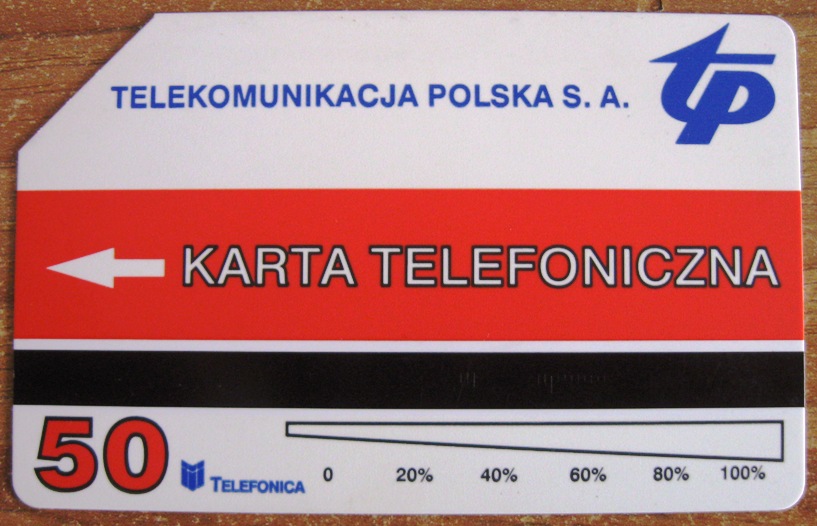 TELEKOMUNIKACJA POLSKA S. A.
tp
KARTA TELEFONICZNA
50
TELEFONICA
0 20% 40% 60% 80% 100%